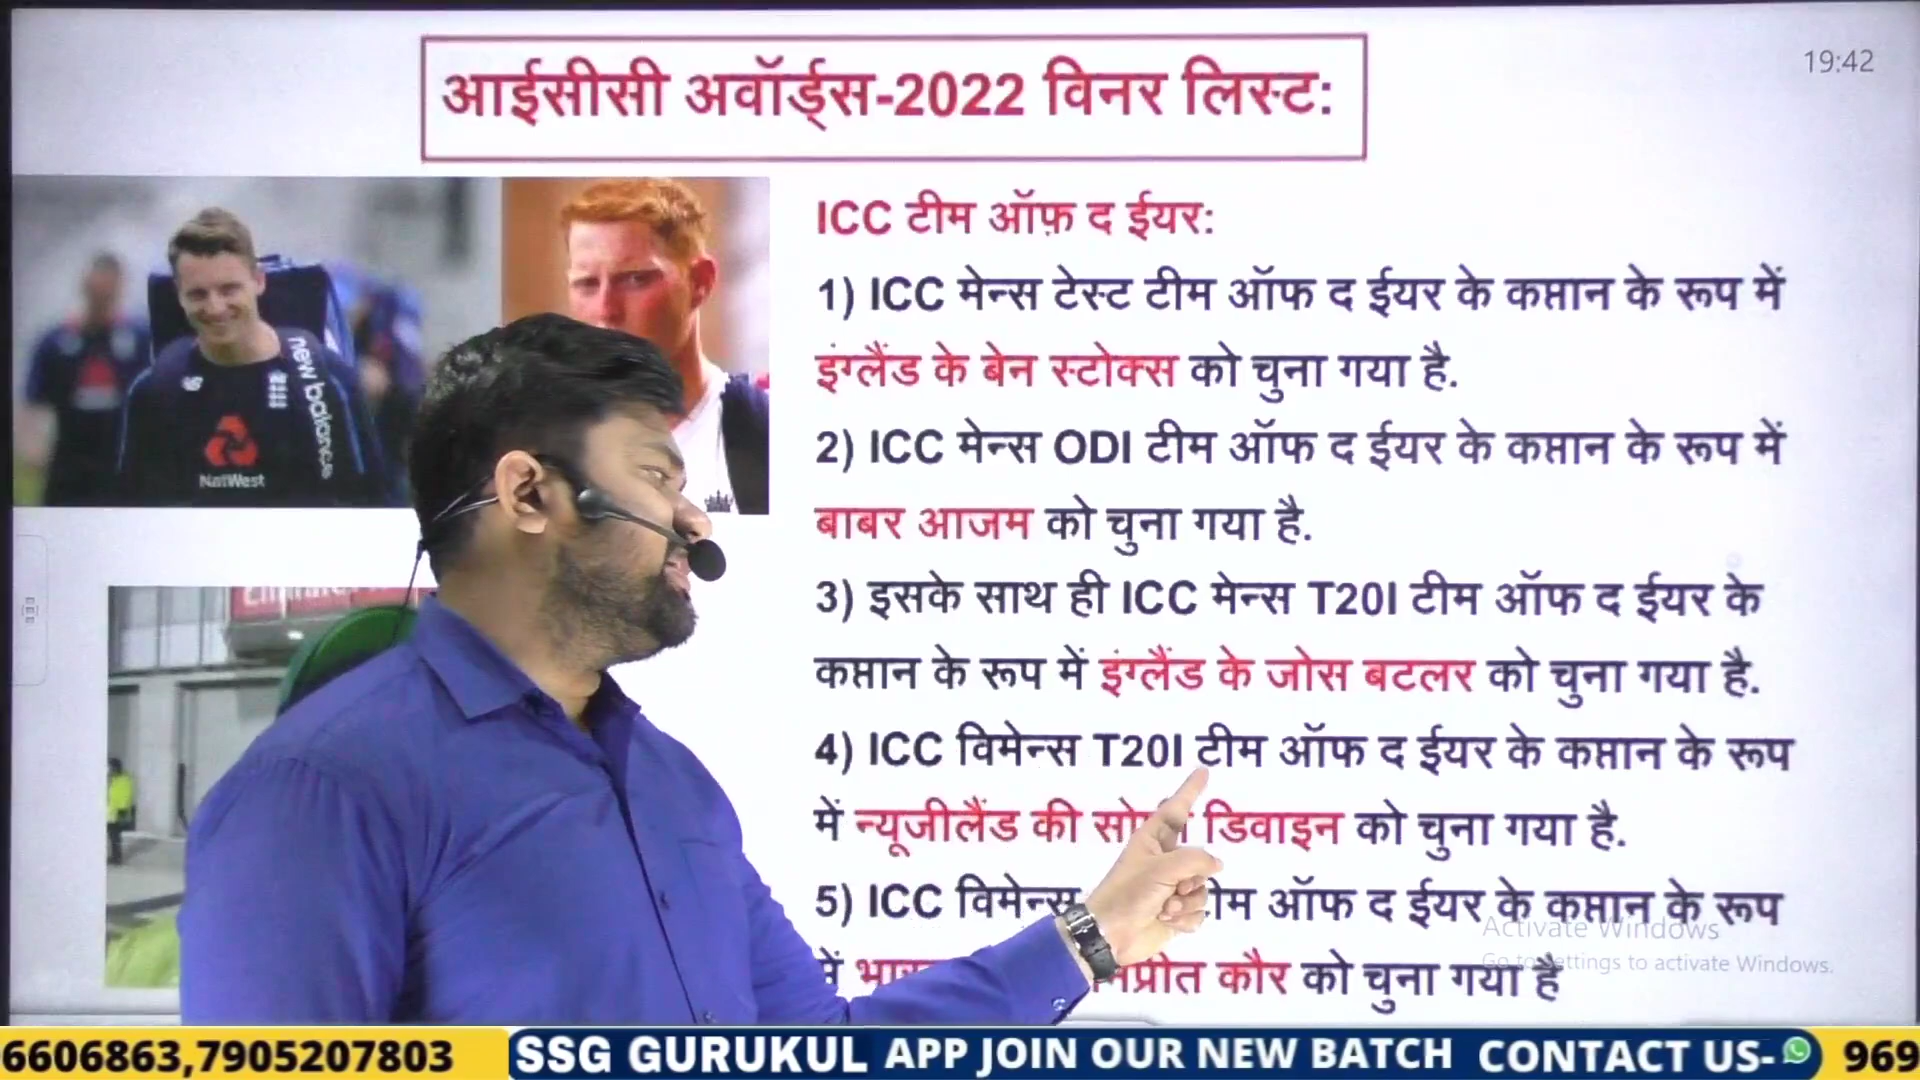 आईसीसी अवॉर्ड्स-2022 विनर लिस्ट:
19:42
ICC टीम ऑफ़ द ईयर:
1) ICC मेन्स टेस्ट टीम ऑफ द ईयर के कप्तान के रूप में
इंग्लैंड के बेन स्टोक्स को चुना गया है.
2) ICC मेन्स ODI टीम ऑफ द ईयर के कप्तान के रूप में
बाबर आजम को चुना गया है.
3) इसके साथ ही ICC मेन्स T20I टीम ऑफ द ईयर के
कप्तान के रूप में इंग्लैंड के जोस बटलर को चुना गया है.
4) ICC विमेन्स T20I टीम ऑफ द ईयर के कप्तान के रूप
में न्यूजीलैंड की डिवाइन को चुना गया है.
5) ICC विमेन्स ऑफ द ईयर के कप्तान के रूप
में कौर को चुना गया है
new balance
NatWest
Activate Windows
Go to Settings to activate Windows.
6606863,7905207803
SSG GURUKUL APP JOIN OUR NEW BATCH CONTACT US-
969